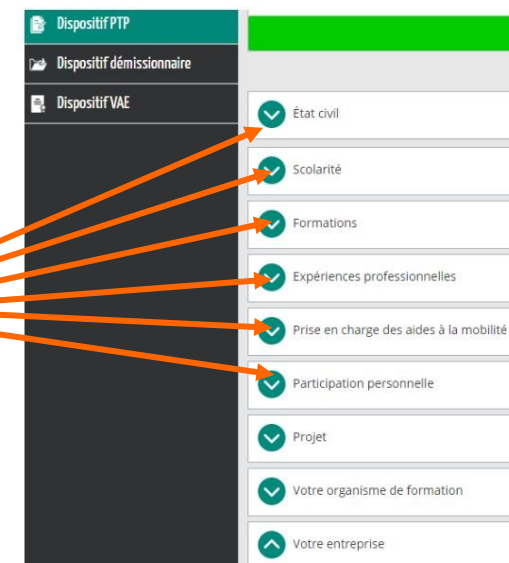 Dispositif PTP
Dispositif démissionnaire
Dispositif VAE
État civil
Scolarité
Formations
Expériences professionnelles
Prise en charge des aides à la mobilité
Participation personnelle
Projet
Votre organisme de formation
Votre entreprise